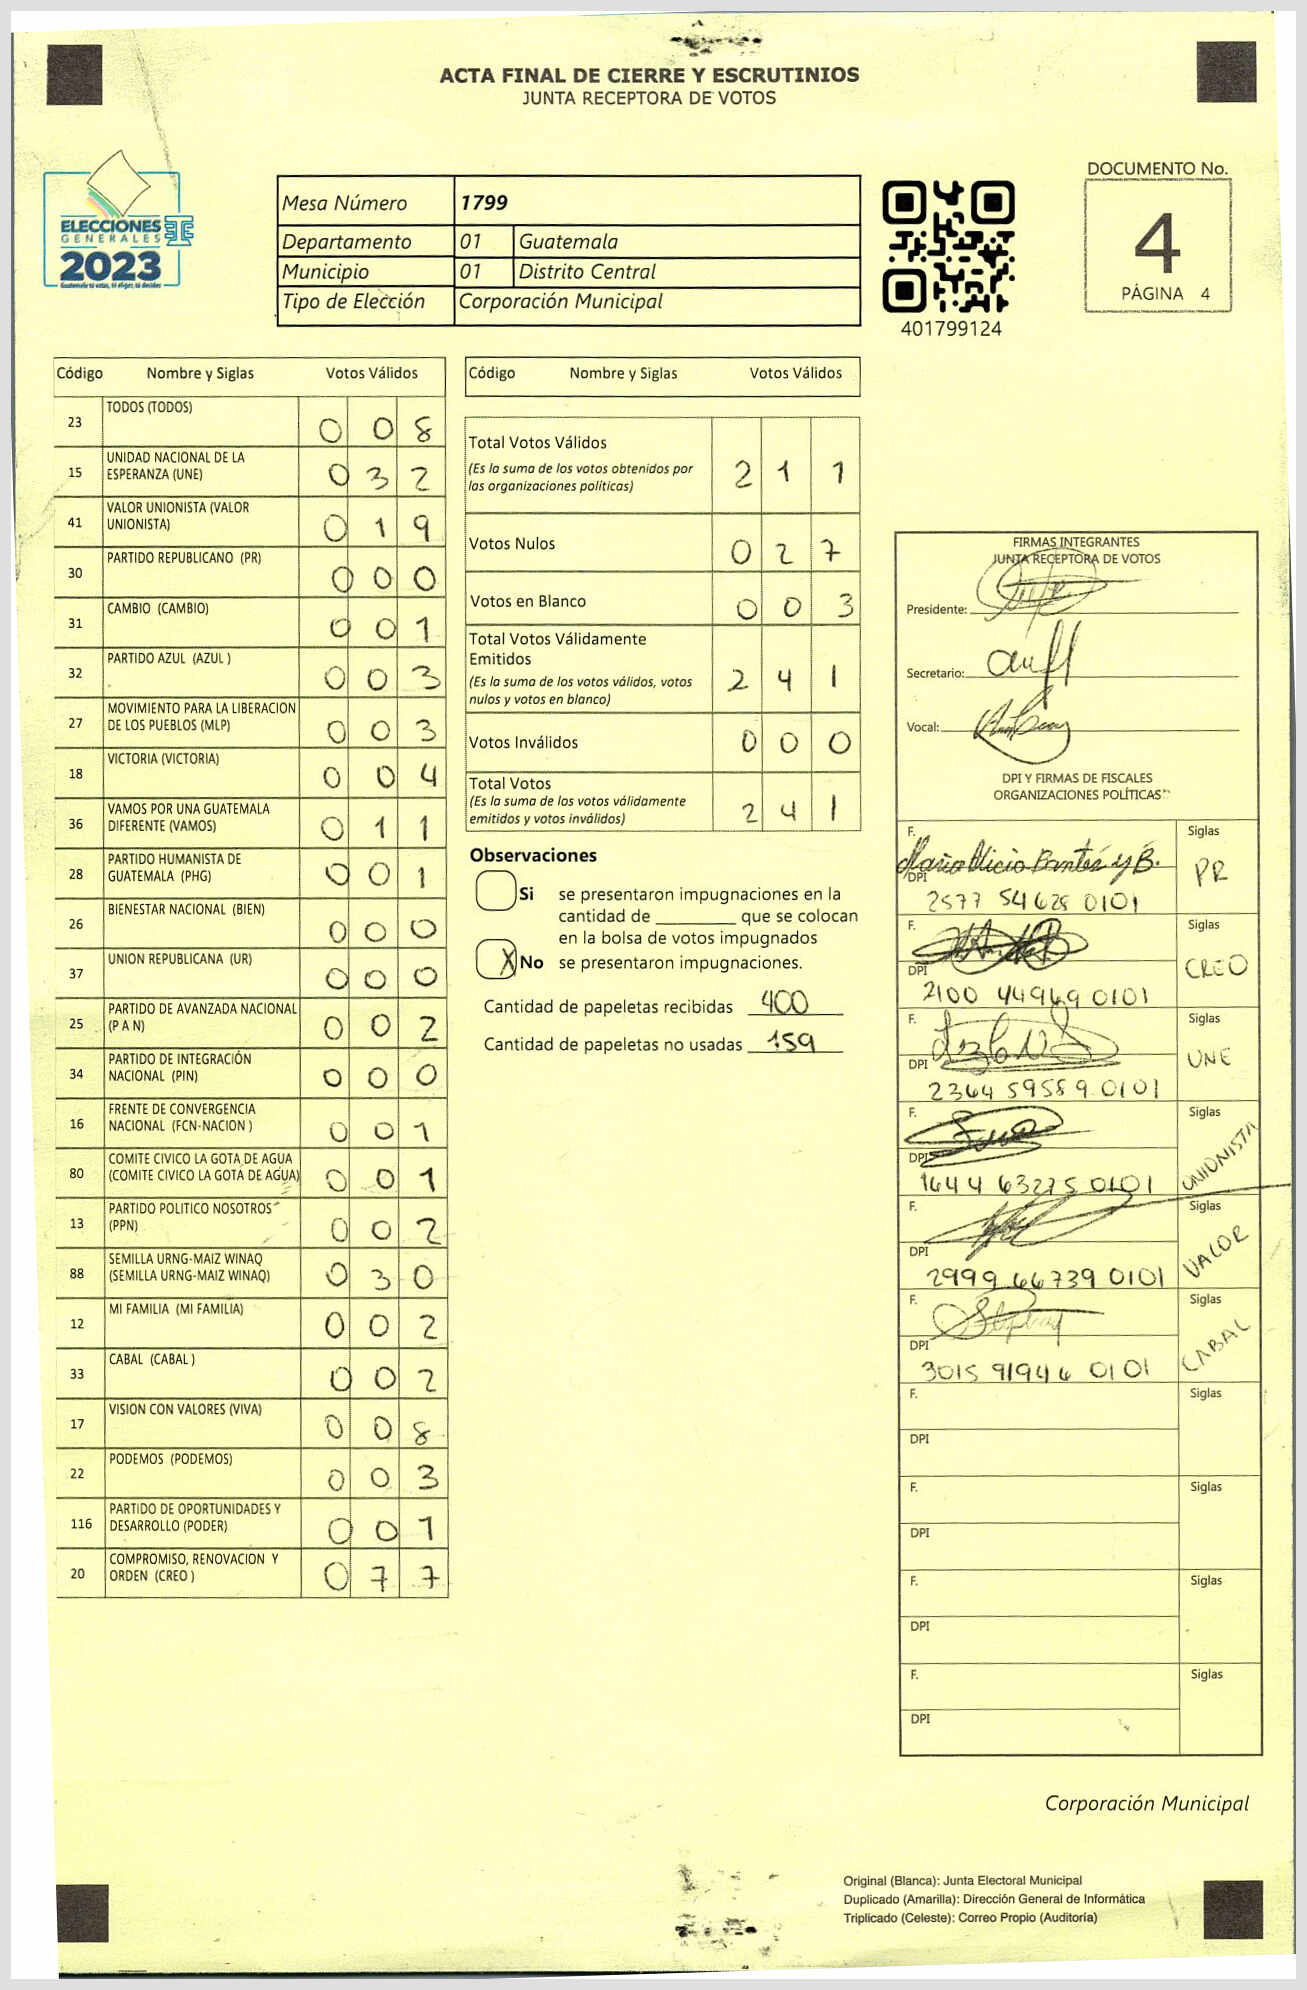 ACTA FINAL DE CIERRE Y ESCRUTINIOS
JUNTA RECEPTORA DE VOTOS
ELECCIONES
GENERALES
2023
Guatemala tú votas, tú eliges, tú decides
Mesa Número 1799
Departamento 01 Guatemala
Municipio 01 Distrito Central
Tipo de Elección Corporación Municipal
401799124
DOCUMENTO No.
4
PÁGINA 4
Código Nombre y Siglas Votos Válidos
23 TODOS (TODOS) 0 0 8
15 UNIDAD NACIONAL DE LA
ESPERANZA (UNE) 0 3 2
41 VALOR UNIONISTA (VALOR
UNIONISTA) 0 1 9
30 PARTIDO REPUBLICANO (PR) 0 0 0
31 CAMBIO (CAMBIO) 0 0 1
32 PARTIDO AZUL (AZUL ) 0 0 3
27 MOVIMIENTO PARA LA LIBERACION
DE LOS PUEBLOS (MLP) 0 0 3
18 VICTORIA (VICTORIA) 0 0 4
36 VAMOS POR UNA GUATEMALA
DIFERENTE (VAMOS) 0 1 1
28 PARTIDO HUMANISTA DE
GUATEMALA (PHG) 0 0 1
26 BIENESTAR NACIONAL (BIEN) 0 0 0
37 UNION REPUBLICANA (UR) 0 0 0
25 PARTIDO DE AVANZADA NACIONAL
(P A N) 0 0 2
34 PARTIDO DE INTEGRACIÓN
NACIONAL (PIN) 0 0 0
16 FRENTE DE CONVERGENCIA
NACIONAL (FCN-NACION ) 0 0 1
80 COMITE CIVICO LA GOTA DE AGUA
(COMITE CIVICO LA GOTA DE AGUA) 0 0 1
13 PARTIDO POLITICO NOSOTROS
(PPN) 0 0 2
88 SEMILLA URNG-MAIZ WINAQ
(SEMILLA URNG-MAIZ WINAQ) 0 3 0
12 MI FAMILIA (MI FAMILIA) 0 0 2
33 CABAL (CABAL ) 0 0 2
17 VISION CON VALORES (VIVA) 0 0 8
22 PODEMOS (PODEMOS) 0 0 3
116 PARTIDO DE OPORTUNIDADES Y
DESARROLLO (PODER) 0 0 1
20 COMPROMISO, RENOVACION Y
ORDEN (CREO ) 0 7 7
Código Nombre y Siglas Votos Válidos
Total Votos Válidos
(Es la suma de los votos obtenidos por
las organizaciones políticas) 2 1 1
Votos Nulos 0 2 7
Votos en Blanco 0 0 3
Total Votos Válidamente
Emitidos
(Es la suma de los votos válidos, votos
nulos y votos en blanco) 2 4 1
Votos Inválidos 0 0 0
Total Votos
(Es la suma de los votos válidamente
emitidos y votos inválidos) 2 4 1
Observaciones
Si se presentaron impugnaciones en la
cantidad de ________ que se colocan
en la bolsa de votos impugnados
X No se presentaron impugnaciones.
Cantidad de papeletas recibidas 400
Cantidad de papeletas no usadas 159
FIRMAS INTEGRANTES
JUNTA RECEPTORA DE VOTOS
Presidente:
Secretario:
Vocal:
DPI Y FIRMAS DE FISCALES
ORGANIZACIONES POLÍTICAS
F. Siglas
PR
DPI
2577 54628 0101
F. Siglas
CREO
DPI
2100 44969 0101
F. Siglas
UNE
DPI
2364 59589 0101
F. Siglas
UNIONISTA
DPI
1644 63275 0101
F. Siglas
VALOR
DPI
2999 66739 0101
F. Siglas
CABAL
DPI
3015 91946 0101
F. Siglas
DPI
F. Siglas
DPI
F. Siglas
DPI
F. Siglas
DPI
Corporación Municipal
Original (Blanca): Junta Electoral Municipal
Duplicado (Amarilla): Dirección General de Informática
Triplicado (Celeste): Correo Propio (Auditoría)